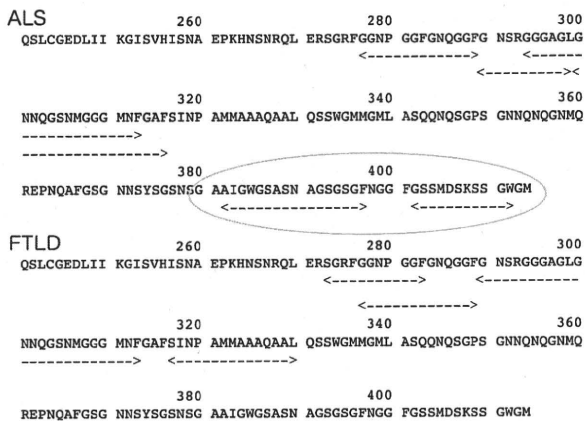 ALS
260 280 300
QSLCGEDLII KGISVHISNA EPKHNSNRQL ERSGRFGGNP GGFGNQGGFG NSRGGGAGLG
<-----------> <------
<---------><
320 340 360
NNQGSNMGGG MNFGAFSINP AMMAAAQAAL QSSWGMMGML ASQQNQSGPS GNNQNQGNMQ
------------>
--------------->
380 400
REPNQAFGSG NNSYSGSNSG AAIGWGSASN AGSGSGFNGG FGSSMDSKSS GWGM
<--------------> <--------->
FTLD
260 280 300
QSLCGEDLII KGISVHISNA EPKHNSNRQL ERSGRFGGNP GGFGNQGGFG NSRGGGAGLG
<---------> <----------
<----------->
320 340 360
NNQGSNMGGG MNFGAFSINP AMMAAAQAAL QSSWGMMGML ASQQNQSGPS GNNQNQGNMQ
------------> <------------>
380 400
REPNQAFGSG NNSYSGSNSG AAIGWGSASN AGSGSGFNGG FGSSMDSKSS GWGM